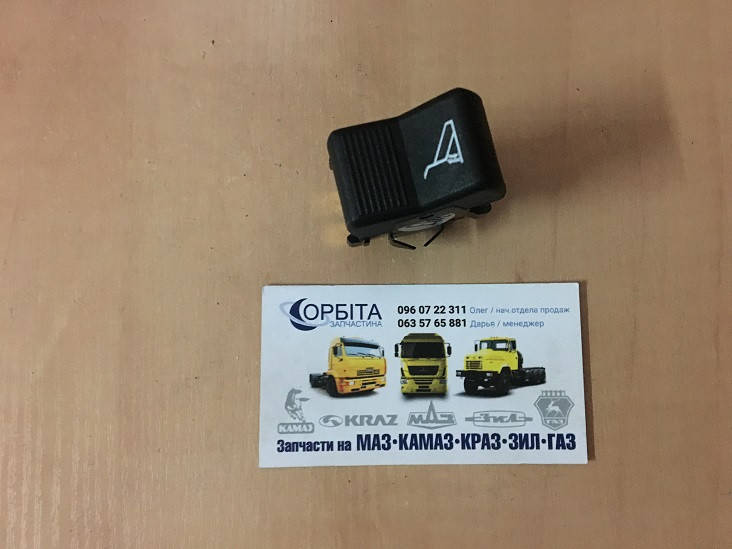 ОРБІТА
ЗАПЧАСТИНА
096 07 22 311 Олег / нач.отдела продаж
063 57 65 881 Дарья / менеджер
КАМАЗ KRAZ МАЗ ЗИЛ ГАЗ
Запчасти на МАЗ·КАМАЗ·КРАЗ·ЗИЛ·ГАЗ